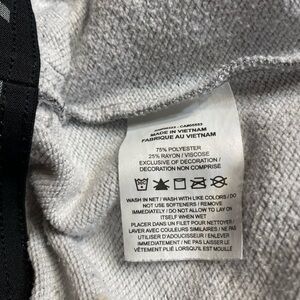 MADE IN VIETNAM
FABRIQUÉ AU VIETNAM
75% POLYESTER
25% RAYON / VISCOSE
EXCLUSIVE OF DECORATION /
DECORATION NON COMPRISE
WASH IN NET / WASH WITH LIKE COLORS / DO
NOT USE SOFTENERS / REMOVE
IMMEDIATELY / DO NOT ALLOW TO LAY ON
ITSELF WHEN WET
PLACER DANS UN FILET POUR NETTOYER /
LAVER AVEC COULEURS SIMILAIRES / NE PAS
UTILISER D'ADOUCISSEUR / ENLEVER
IMMÉDIATEMENT / NE PAS LAISSER LE
VÊTEMENT PLIÉ LORSQU'IL EST MOUILLÉ